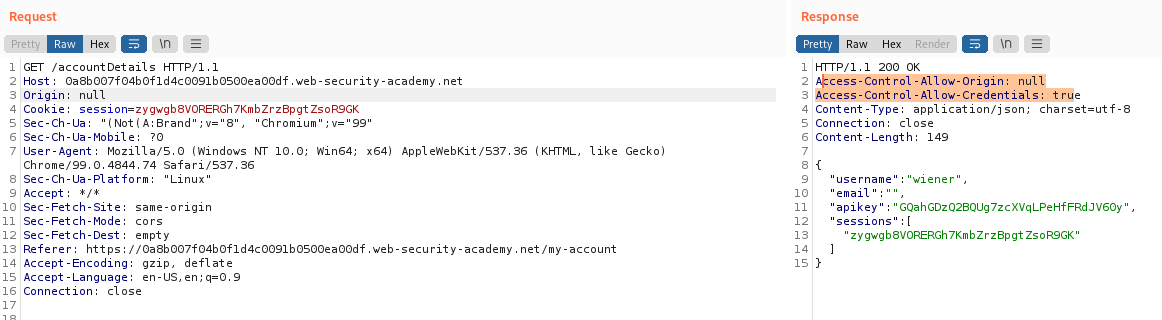 Request
Pretty Raw Hex \n
1 GET /accountDetails HTTP/1.1
2 Host: 0a8b007f04b0f1d4c0091b0500ea00df.web-security-academy.net
3 Origin: null
4 Cookie: session=zygwgb8VORERGh7KmbZrzBpgtZsoR9GK
5 Sec-Ch-Ua: "(Not(A:Brand";v="8", "Chromium";v="99"
6 Sec-Ch-Ua-Mobile: ?0
7 User-Agent: Mozilla/5.0 (Windows NT 10.0; Win64; x64) AppleWebKit/537.36 (KHTML, like Gecko)
Chrome/99.0.4844.74 Safari/537.36
8 Sec-Ch-Ua-Platform: "Linux"
9 Accept: */*
10 Sec-Fetch-Site: same-origin
11 Sec-Fetch-Mode: cors
12 Sec-Fetch-Dest: empty
13 Referer: https://0a8b007f04b0f1d4c0091b0500ea00df.web-security-academy.net/my-account
14 Accept-Encoding: gzip, deflate
15 Accept-Language: en-US,en;q=0.9
16 Connection: close
17
18
Response
Pretty Raw Hex Render \n
1 HTTP/1.1 200 OK
2 Access-Control-Allow-Origin: null
3 Access-Control-Allow-Credentials: true
4 Content-Type: application/json; charset=utf-8
5 Connection: close
6 Content-Length: 149
7
8 {
9 "username":"wiener",
10 "email":"",
11 "apikey":"GQahGDzQ2BQUg7zcXVqLPeHfFRdJV60y",
12 "sessions":[
13 "zygwgb8VORERGh7KmbZrzBpgtZsoR9GK"
14 ]
15 }